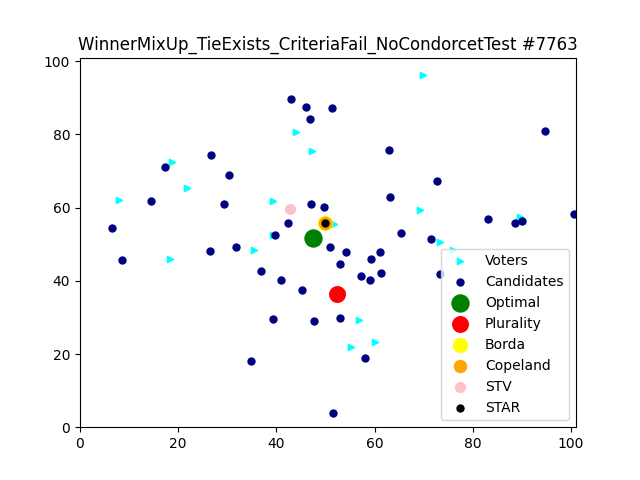 WinnerMixUp_TieExists_CriteriaFail_NoCondorcetTest #7763
100
80
60
40
20
0
0 20 40 60 80 100
Voters
Candidates
Optimal
Plurality
Borda
Copeland
STV
STAR